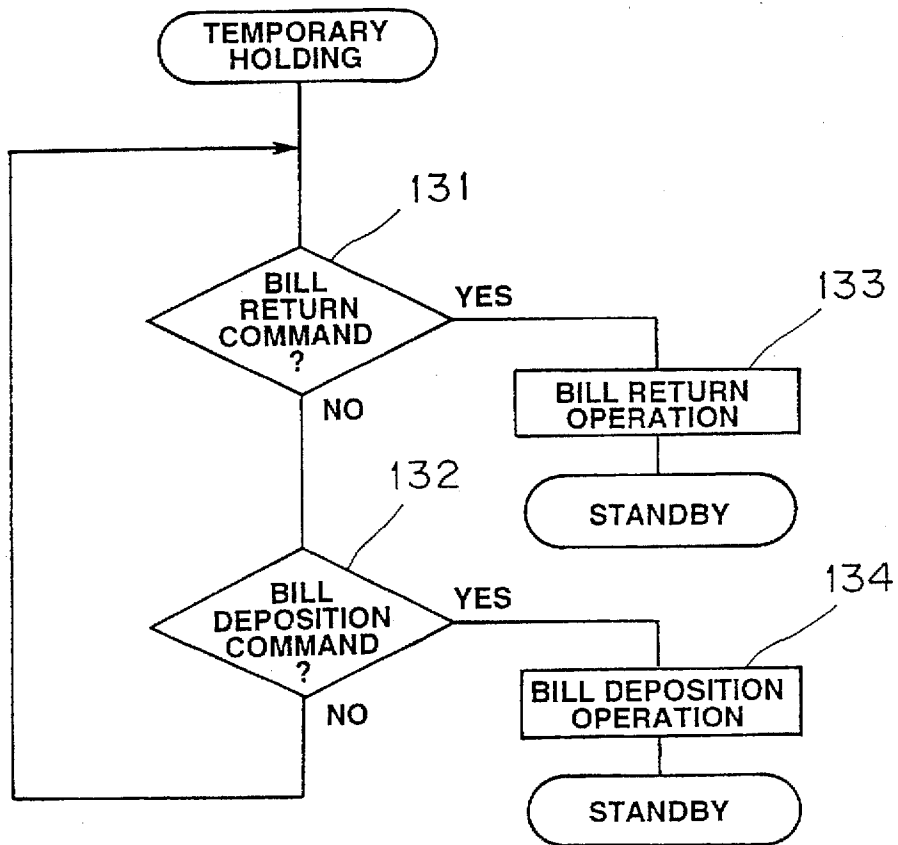 TEMPORARY
HOLDING
131
BILL
RETURN
COMMAND
?
YES
NO
133
BILL RETURN
OPERATION
STANDBY
132
BILL
DEPOSITION
COMMAND
?
YES
NO
134
BILL DEPOSITION
OPERATION
STANDBY